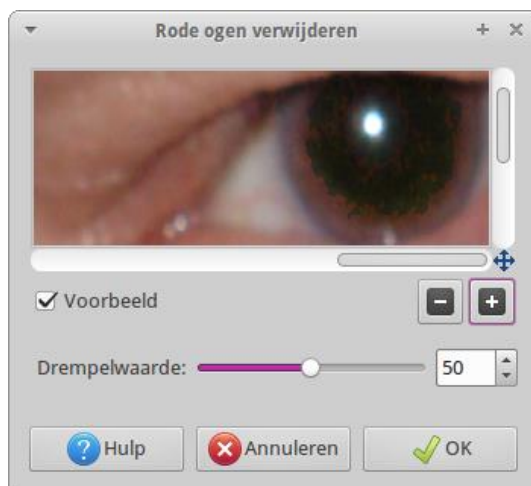 Rode ogen verwijderen
Voorbeeld
Drempelwaarde: 50
Hulp Annuleren OK